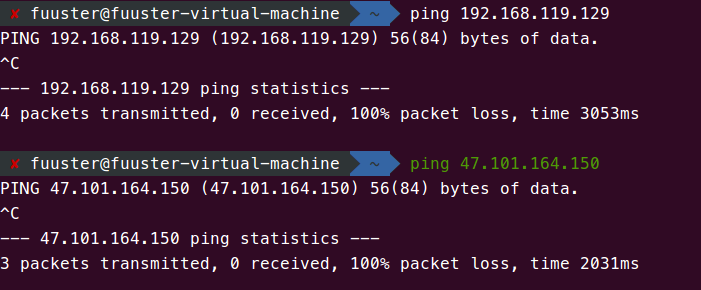 ✘ fuuster@fuuster-virtual-machine ~ ping 192.168.119.129
PING 192.168.119.129 (192.168.119.129) 56(84) bytes of data.
^C
--- 192.168.119.129 ping statistics ---
4 packets transmitted, 0 received, 100% packet loss, time 3053ms
✘ fuuster@fuuster-virtual-machine ~ ping 47.101.164.150
PING 47.101.164.150 (47.101.164.150) 56(84) bytes of data.
^C
--- 47.101.164.150 ping statistics ---
3 packets transmitted, 0 received, 100% packet loss, time 2031ms